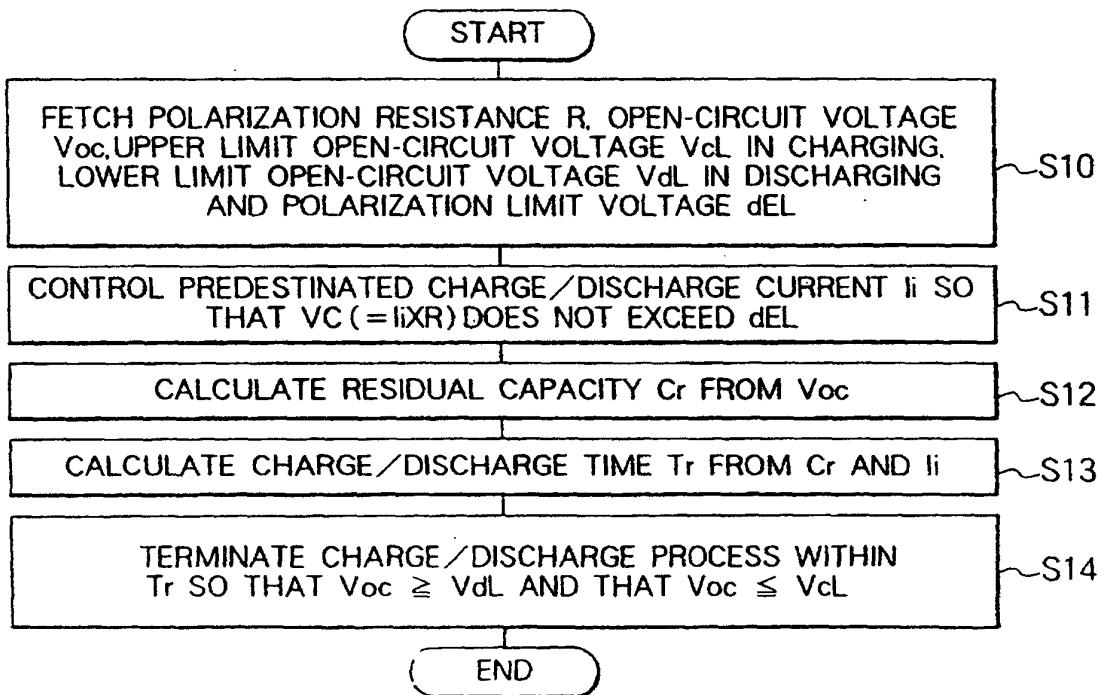 START
FETCH POLARIZATION RESISTANCE R, OPEN-CIRCUIT VOLTAGE
Voc, UPPER LIMIT OPEN-CIRCUIT VOLTAGE VcL IN CHARGING,
LOWER LIMIT OPEN-CIRCUIT VOLTAGE VdL IN DISCHARGING
AND POLARIZATION LIMIT VOLTAGE dEL
S10
CONTROL PREDESTINATED CHARGE/DISCHARGE CURRENT Ii SO
THAT VC (=IiXR) DOES NOT EXCEED dEL
S11
CALCULATE RESIDUAL CAPACITY Cr FROM Voc
S12
CALCULATE CHARGE/DISCHARGE TIME Tr FROM Cr AND Ii
S13
TERMINATE CHARGE/DISCHARGE PROCESS WITHIN
Tr SO THAT Voc ≧ VdL AND THAT Voc ≦ VcL
S14
END